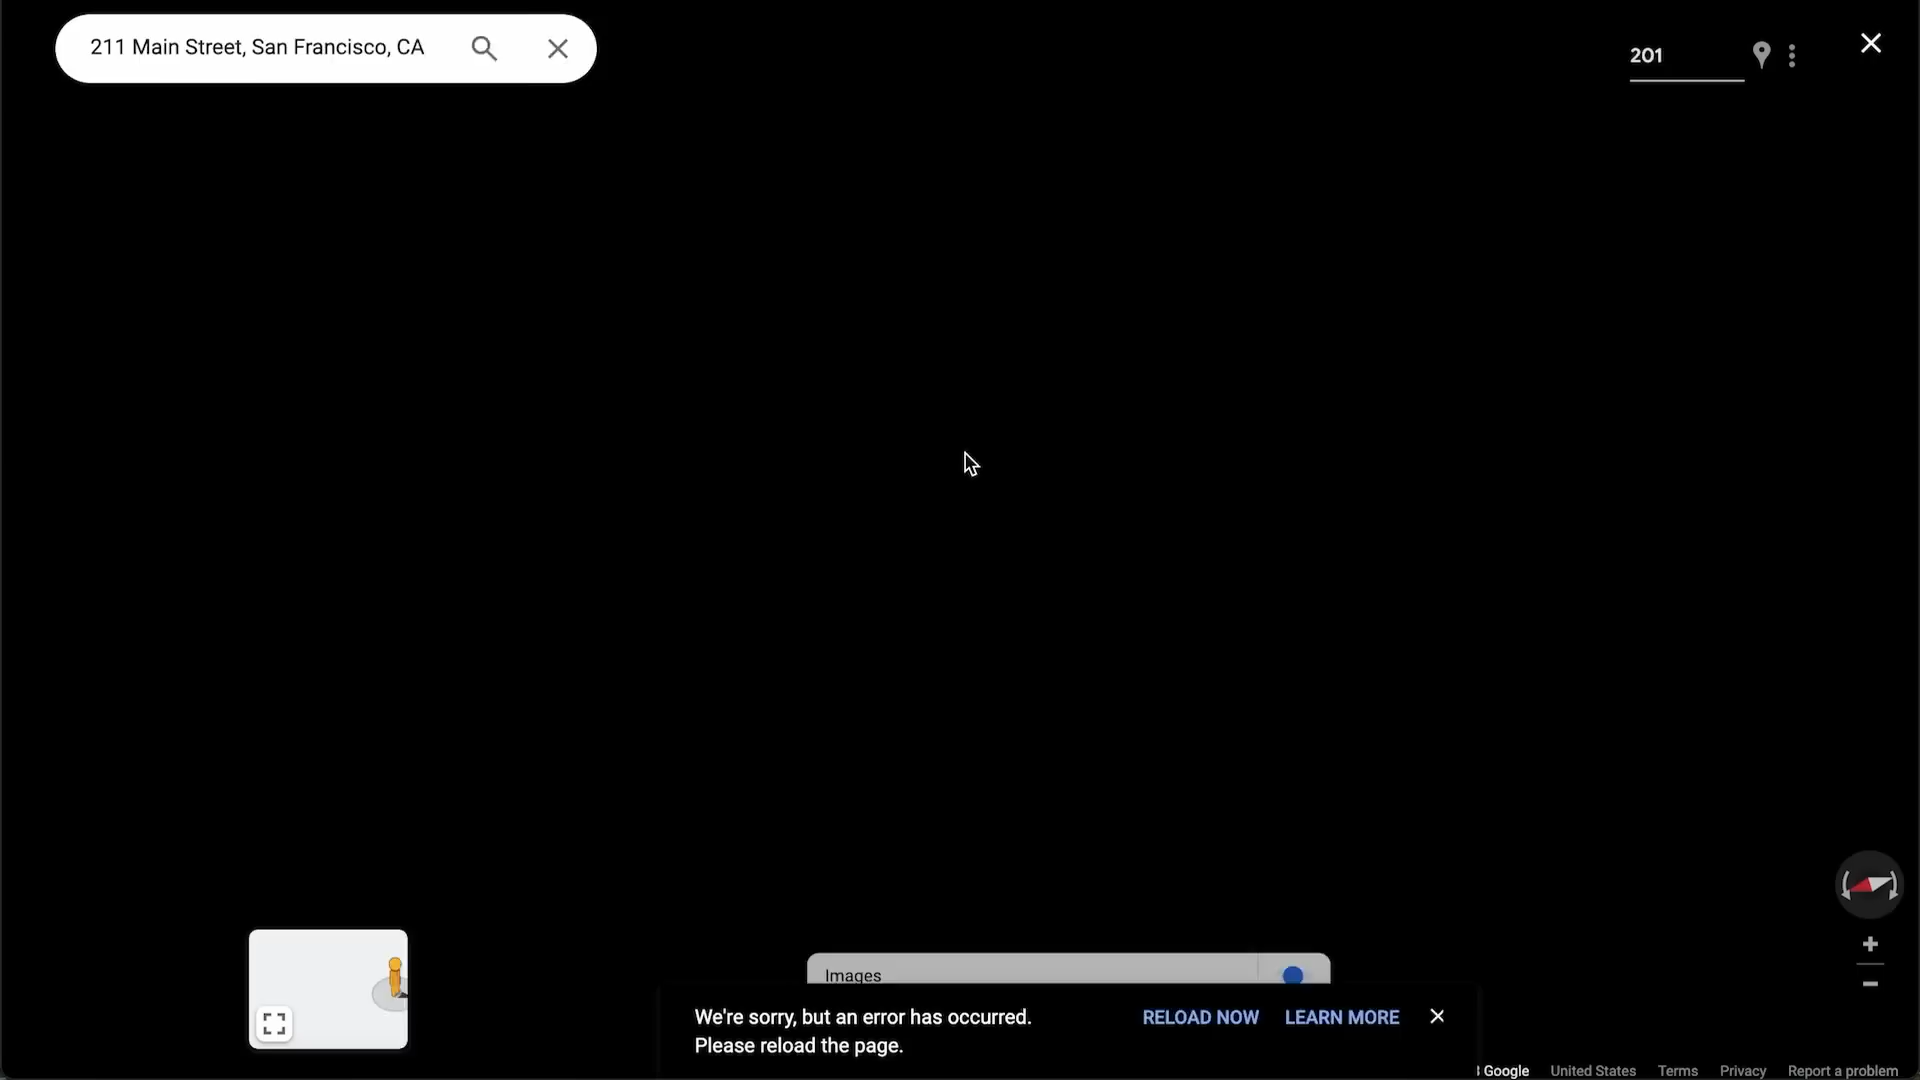 211 Main Street, San Francisco, CA
201
Images
We're sorry, but an error has occurred.
Please reload the page.
RELOAD NOW
LEARN MORE
Google
United States
Terms
Privacy
Report a problem